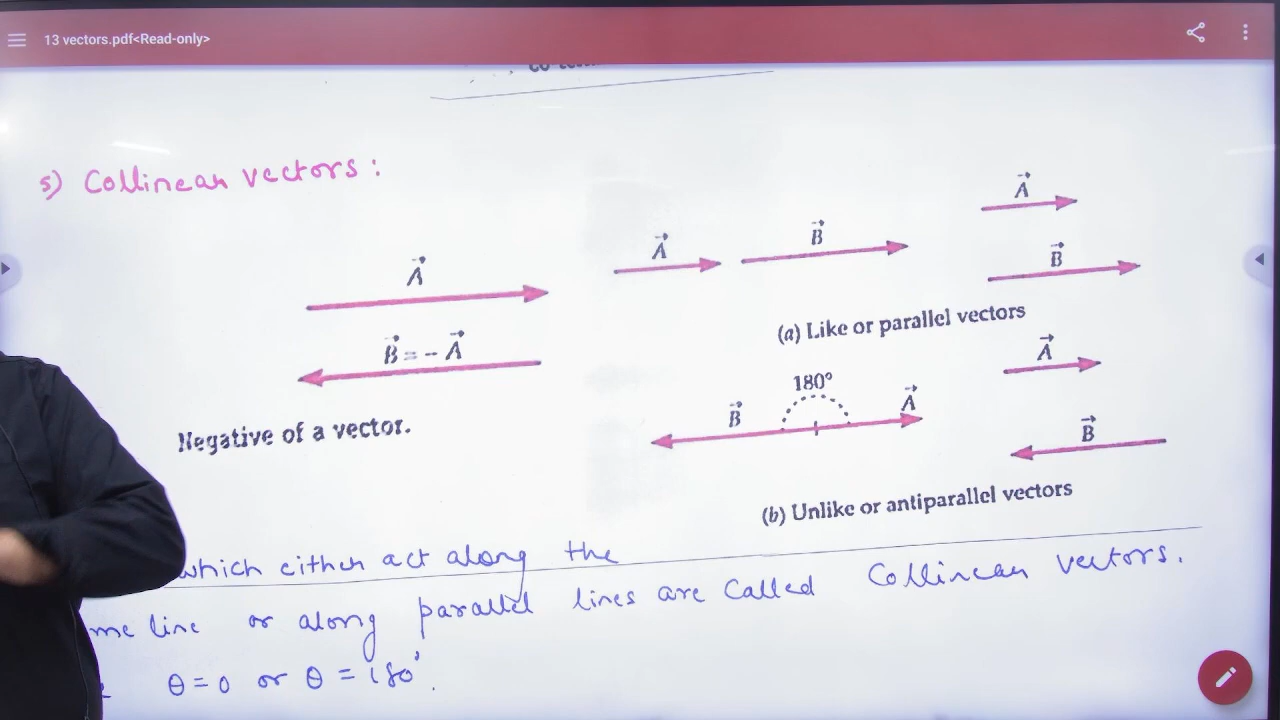 13 vectors.pdf<Read-only>
5) Collinear vectors :
A⃗
B⃗ = - A⃗
Negative of a vector.
A⃗
B⃗
A⃗
B⃗
(a) Like or parallel vectors
180°
B⃗
A⃗
A⃗
B⃗
(b) Unlike or antiparallel vectors
which either act along the
line or along parallel lines are called Collinear vectors.
θ = 0 or θ = 180°.